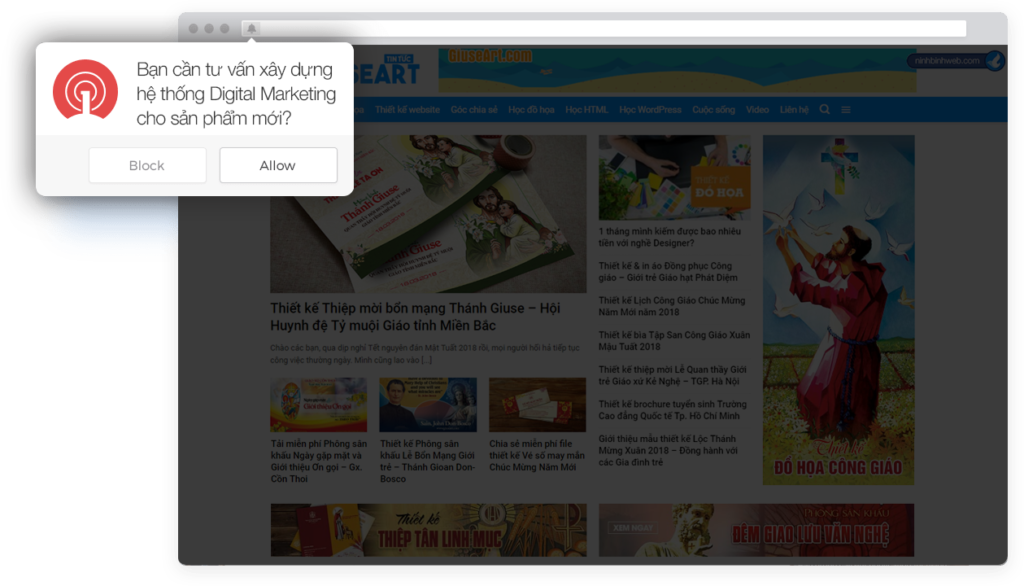 Bạn cần tư vấn xây dựng
hệ thống Digital Marketing
cho sản phẩm mới?
Block
Allow
TIN TỨC
SEART
GiuseArt.com
ninhbinhweb.com
Thiết kế website
Góc chia sẻ
Học đồ họa
Học HTML
Học WordPress
Cuộc sống
Video
Liên hệ
Thánh Giuse
Thiết kế Thiệp mời bổn mạng Thánh Giuse – Hội
Huynh đệ Tỷ muội Giáo tỉnh Miền Bắc
Chào các bạn, qua dịp nghỉ Tết nguyên đán Mật Tuất 2018 rồi, mọi người hối hả tiếp tục
công việc thường ngày. Mình cũng lao vào [...]
Tải miễn phí Phông sân
khấu Ngày gặp mặt và
Giới thiệu Ơn gọi – Gx.
Cồn Thoi
Thiết kế Phông sân
khấu Lễ Bổn Mạng Giới
trẻ – Thánh Gioan Don-
Bosco
Chia sẻ miễn phí file
thiết kế Vé số may mắn
Chúc Mừng Năm Mới
THIẾT KẾ
ĐỒ HOA
1 tháng mình kiếm được bao nhiêu
tiền với nghề Designer?
Thiết kế & in áo Đồng phục Công
giáo – Giới trẻ Giáo hạt Phát Diệm
Thiết kế Lịch Công Giáo Chúc Mừng
Năm Mới năm 2018
Thiết kế bìa Tập San Công Giáo Xuân
Mậu Tuất 2018
Thiết kế thiệp mời Lễ Quan thầy Giới
trẻ Giáo xứ Kẻ Nghệ – TGP. Hà Nội
Thiết kế brochure tuyển sinh Trường
Cao đẳng Quốc tế Tp. Hồ Chí Minh
Giới thiệu mẫu thiết kế Lộc Thánh
Mừng Xuân 2018 – Đồng hành với
các Gia đình trẻ
Thiết kế
ĐỒ HỌA CÔNG GIÁO
Thiết kế
THIỆP TÂN LINH MỤC
XEM NGAY
PHÔNG SÂN KHẤU
ĐÊM GIAO LƯU VĂN NGHỆ